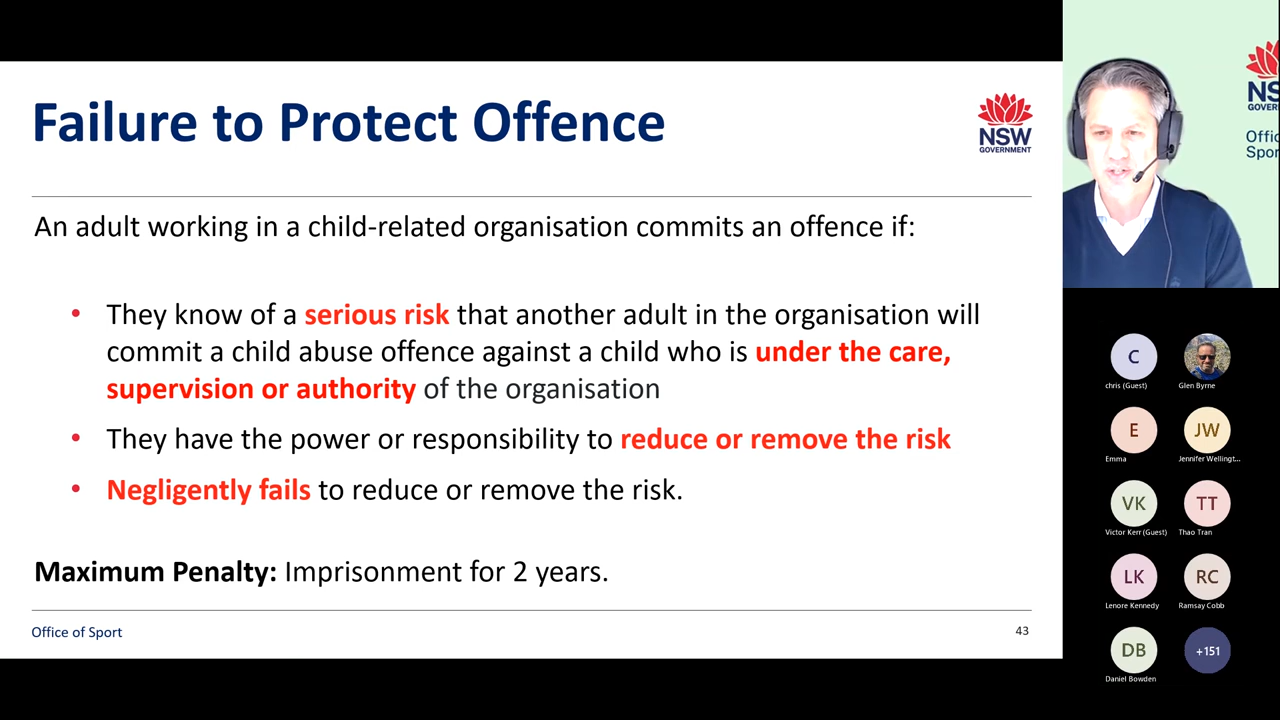 Failure to Protect Offence
NSW
GOVERNMENT
An adult working in a child-related organisation commits an offence if:
• They know of a serious risk that another adult in the organisation will
commit a child abuse offence against a child who is under the care,
supervision or authority of the organisation
• They have the power or responsibility to reduce or remove the risk
• Negligently fails to reduce or remove the risk.
Maximum Penalty: Imprisonment for 2 years.
Office of Sport
43
NS
GOVER
Offic
Spor
C
chris (Guest)
Glen Byrne
E
Emma
JW
Jennifer Wellingt...
VK
Victor Kerr (Guest)
TT
Thao Tran
LK
Lenore Kennedy
RC
Ramsay Cobb
DB
Daniel Bowden
+151